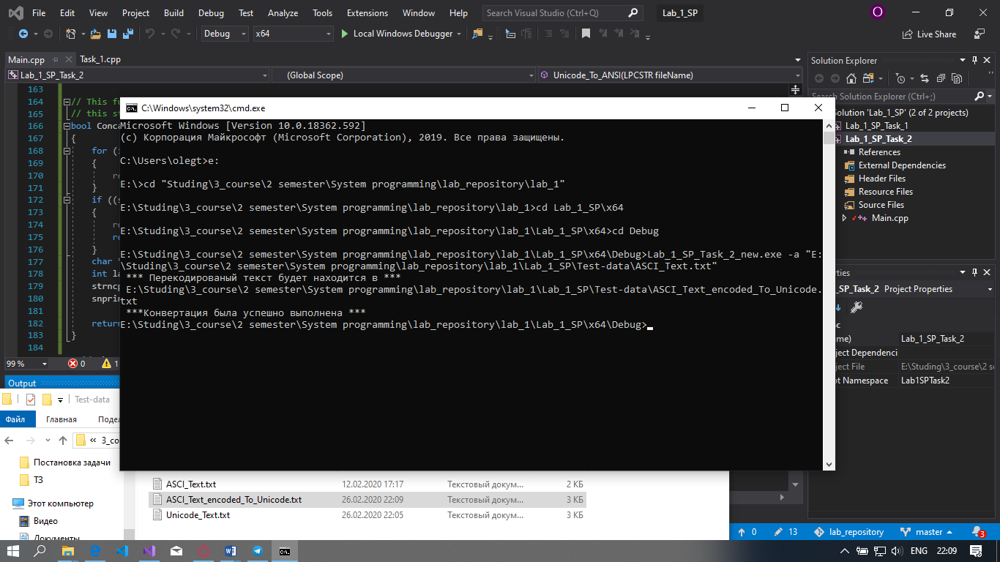 File Edit View Project Build Debug Test Analyze Tools Extensions Window Help Search Visual Studio (Ctrl+Q) Lab_1_SP O
Debug x64 Local Windows Debugger Live Share
Main.cpp Task_1.cpp
Lab_1_SP_Task_2 (Global Scope) Unicode_To_ANSI(LPCSTR fileName)
163
164 // This fu
165 // this st
166 bool Conca
167 {
168 for (i
169 {
170 re
171 }
172 if ((s
173 {
174 re
175 re
176 }
177 char *
178 int la
179 strncp
180 snprin
181
182 return
183 }
184
99 % 0 1
Output
C:\Windows\system32\cmd.exe
Microsoft Windows [Version 10.0.18362.592]
(c) Корпорация Майкрософт (Microsoft Corporation), 2019. Все права защищены.
C:\Users\olegt>e:
E:\>cd "Studing\3_course\2 semester\System programming\lab_repository\lab_1"
E:\Studing\3_course\2 semester\System programming\lab_repository\lab_1>cd Lab_1_SP\x64
E:\Studing\3_course\2 semester\System programming\lab_repository\lab_1\Lab_1_SP\x64>cd Debug
E:\Studing\3_course\2 semester\System programming\lab_repository\lab_1\Lab_1_SP\x64\Debug>Lab_1_SP_Task_2_new.exe -a "E:
\Studing\3_course\2 semester\System programming\lab_repository\lab_1\Lab_1_SP\Test-data\ASCI_Text.txt"
*** Перекодированый текст будет находится в ***
E:\Studing\3_course\2 semester\System programming\lab_repository\lab_1\Lab_1_SP\Test-data\ASCI_Text_encoded_To_Unicode.
txt
***Конвертация была успешно выполнена ***
E:\Studing\3_course\2 semester\System programming\lab_repository\lab_1\Lab_1_SP\x64\Debug>
Solution Explorer
Search Solution Explorer (Ctrl+;)
Solution 'Lab_1_SP' (2 of 2 projects)
Lab_1_SP_Task_1
Lab_1_SP_Task_2
References
External Dependencies
Header Files
Resource Files
Source Files
Main.cpp
rties
_SP_Task_2 Project Properties
c
me) Lab_1_SP_Task_2
ject Dependenci
ject File E:\Studing\3_course\2 se
ot Namespace Lab1SPTask2
Test-data
Файл Главная Подел
« 3_co
Постановка задачи
ТЗ
Этот компьютер
Видео
Документы
ASCI_Text.txt 12.02.2020 17:17 Текстовый докум... 2 КБ
ASCI_Text_encoded_To_Unicode.txt 26.02.2020 22:09 Текстовый докум... 3 КБ
Unicode_Text.txt 26.02.2020 22:05 Текстовый докум... 3 КБ
0 13 lab_repository master 3
ENG 22:09